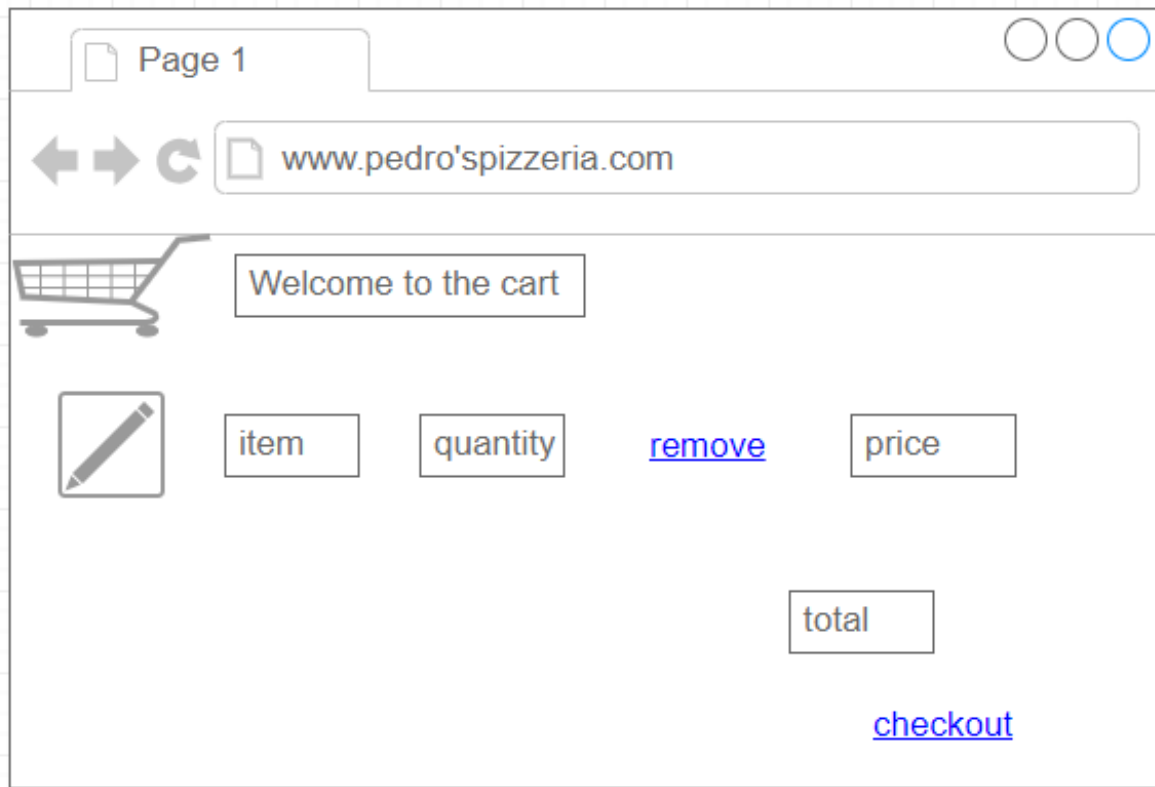 Page 1
www.pedro'spizzeria.com
Welcome to the cart
item quantity remove price
total
checkout